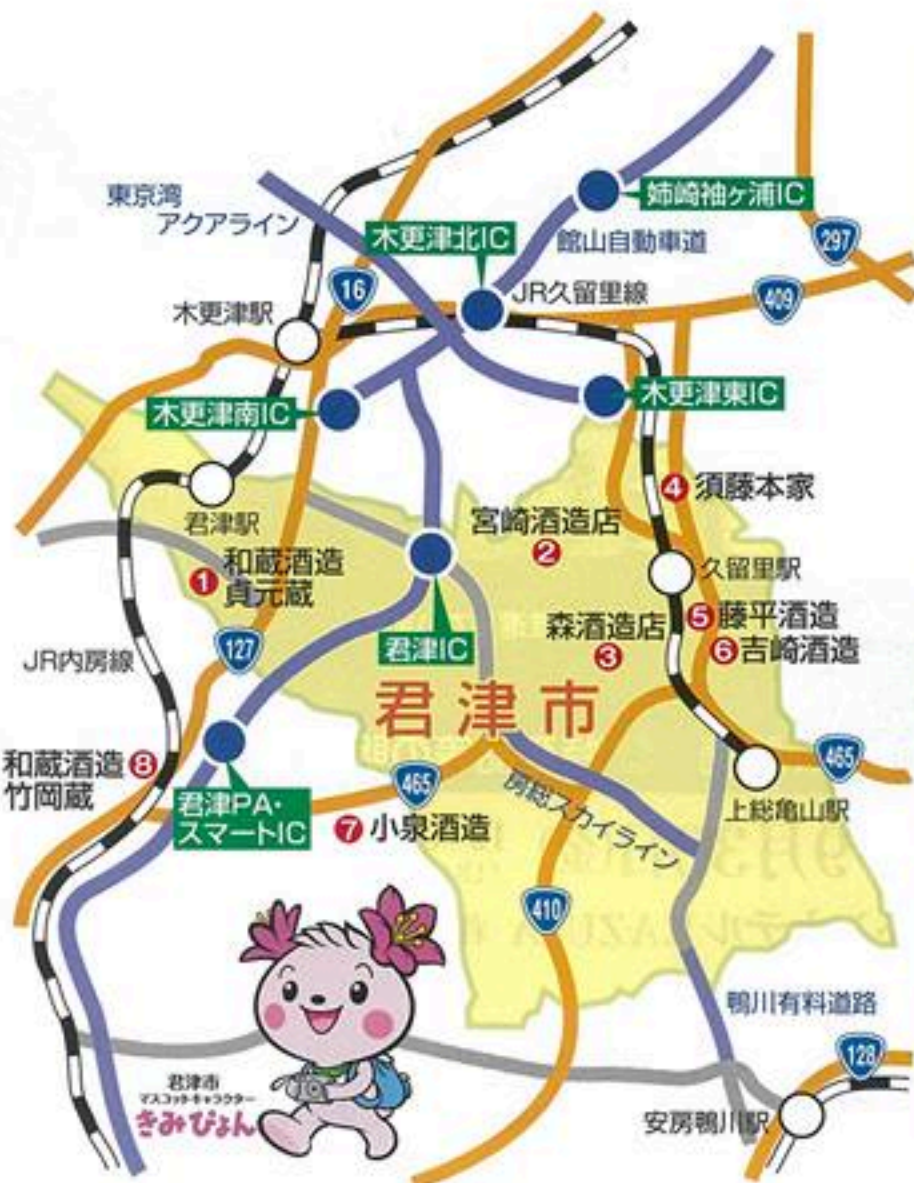 東京湾
アクアライン
姉崎袖ヶ浦IC
木更津北IC
館山自動車道
297
16
JR久留里線
409
木更津駅
木更津南IC
木更津東IC
君津駅
宮崎酒造店
②
④ 須藤本家
① 和蔵酒造
貞元蔵
久留里駅
森酒造店
③
⑤ 藤平酒造
⑥ 吉崎酒造
君津IC
127
JR内房線
君津市
和蔵酒造 ⑧
竹岡蔵
君津PA・
スマートIC
465
465
上総亀山駅
房総スカイライン
⑦ 小泉酒造
410
鴨川有料道路
128
安房鴨川駅
君津市
マスコットキャラクター
きみぴょん